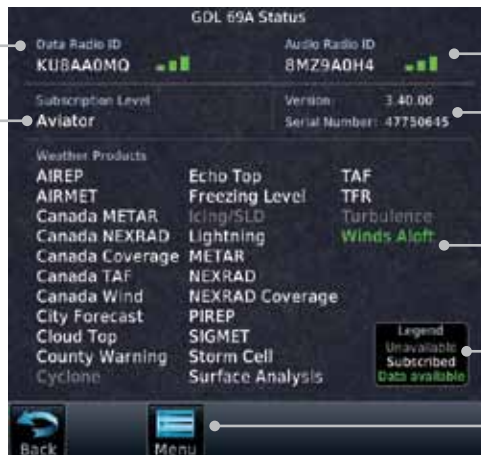 GDL 69A Status
Data Radio ID
KU8AA0MQ
Audio Radio ID
8MZ9A0H4
Subscription Level
Aviator
Version 3.40.00
Serial Number: 47750645
Weather Products
AIREP Echo Top TAF
AIRMET Freezing Level TFR
Canada METAR Icing/SLD Turbulence
Canada NEXRAD Lightning Winds Aloft
Canada Coverage METAR
Canada TAF NEXRAD
Canada Wind NEXRAD Coverage
City Forecast PIREP
Cloud Top SIGMET
County Warning Storm Cell
Cyclone Surface Analysis
Legend
Unavailable
Subscribed
Data available
Back Menu